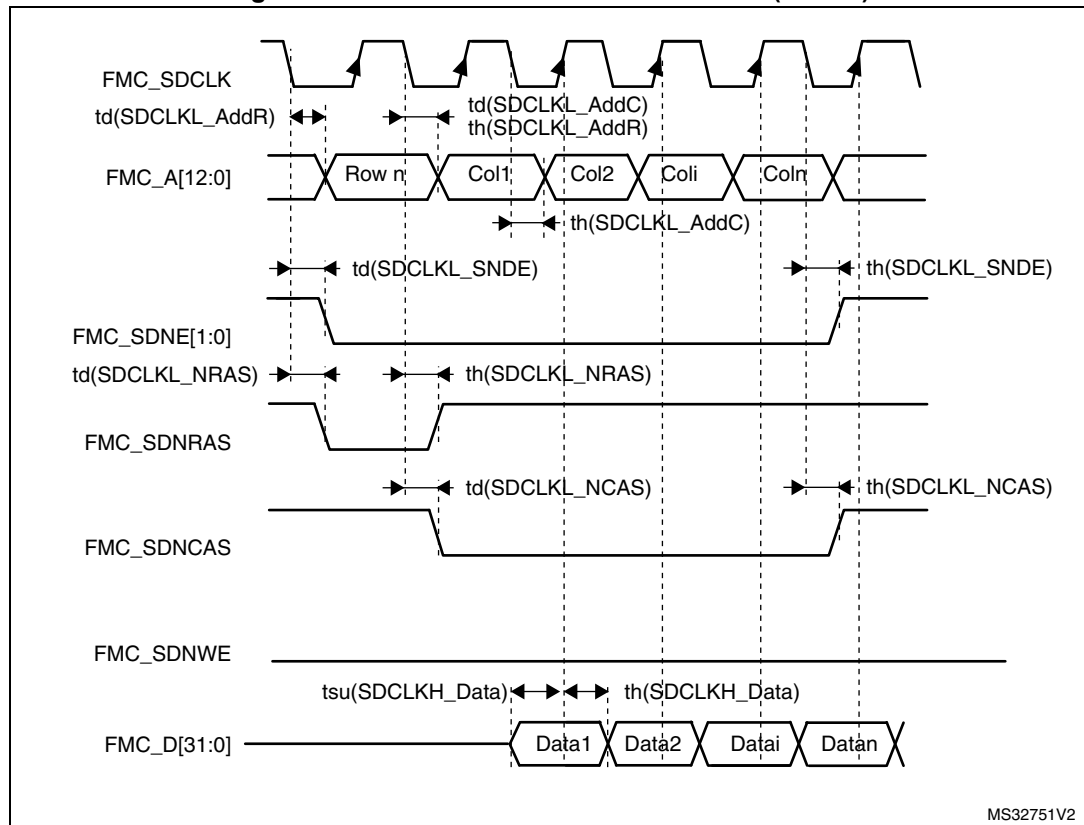 FMC_SDCLK
td(SDCLKL_AddR)
td(SDCLKL_AddC)
th(SDCLKL_AddR)
FMC_A[12:0]
Row n
Col1
Col2
Coli
Coln
th(SDCLKL_AddC)
td(SDCLKL_SNDE)
th(SDCLKL_SNDE)
FMC_SDNE[1:0]
td(SDCLKL_NRAS)
th(SDCLKL_NRAS)
FMC_SDNRAS
td(SDCLKL_NCAS)
th(SDCLKL_NCAS)
FMC_SDNCAS
FMC_SDNWE
tsu(SDCLKH_Data)
th(SDCLKH_Data)
FMC_D[31:0]
Data1
Data2
Datai
Datan
MS32751V2